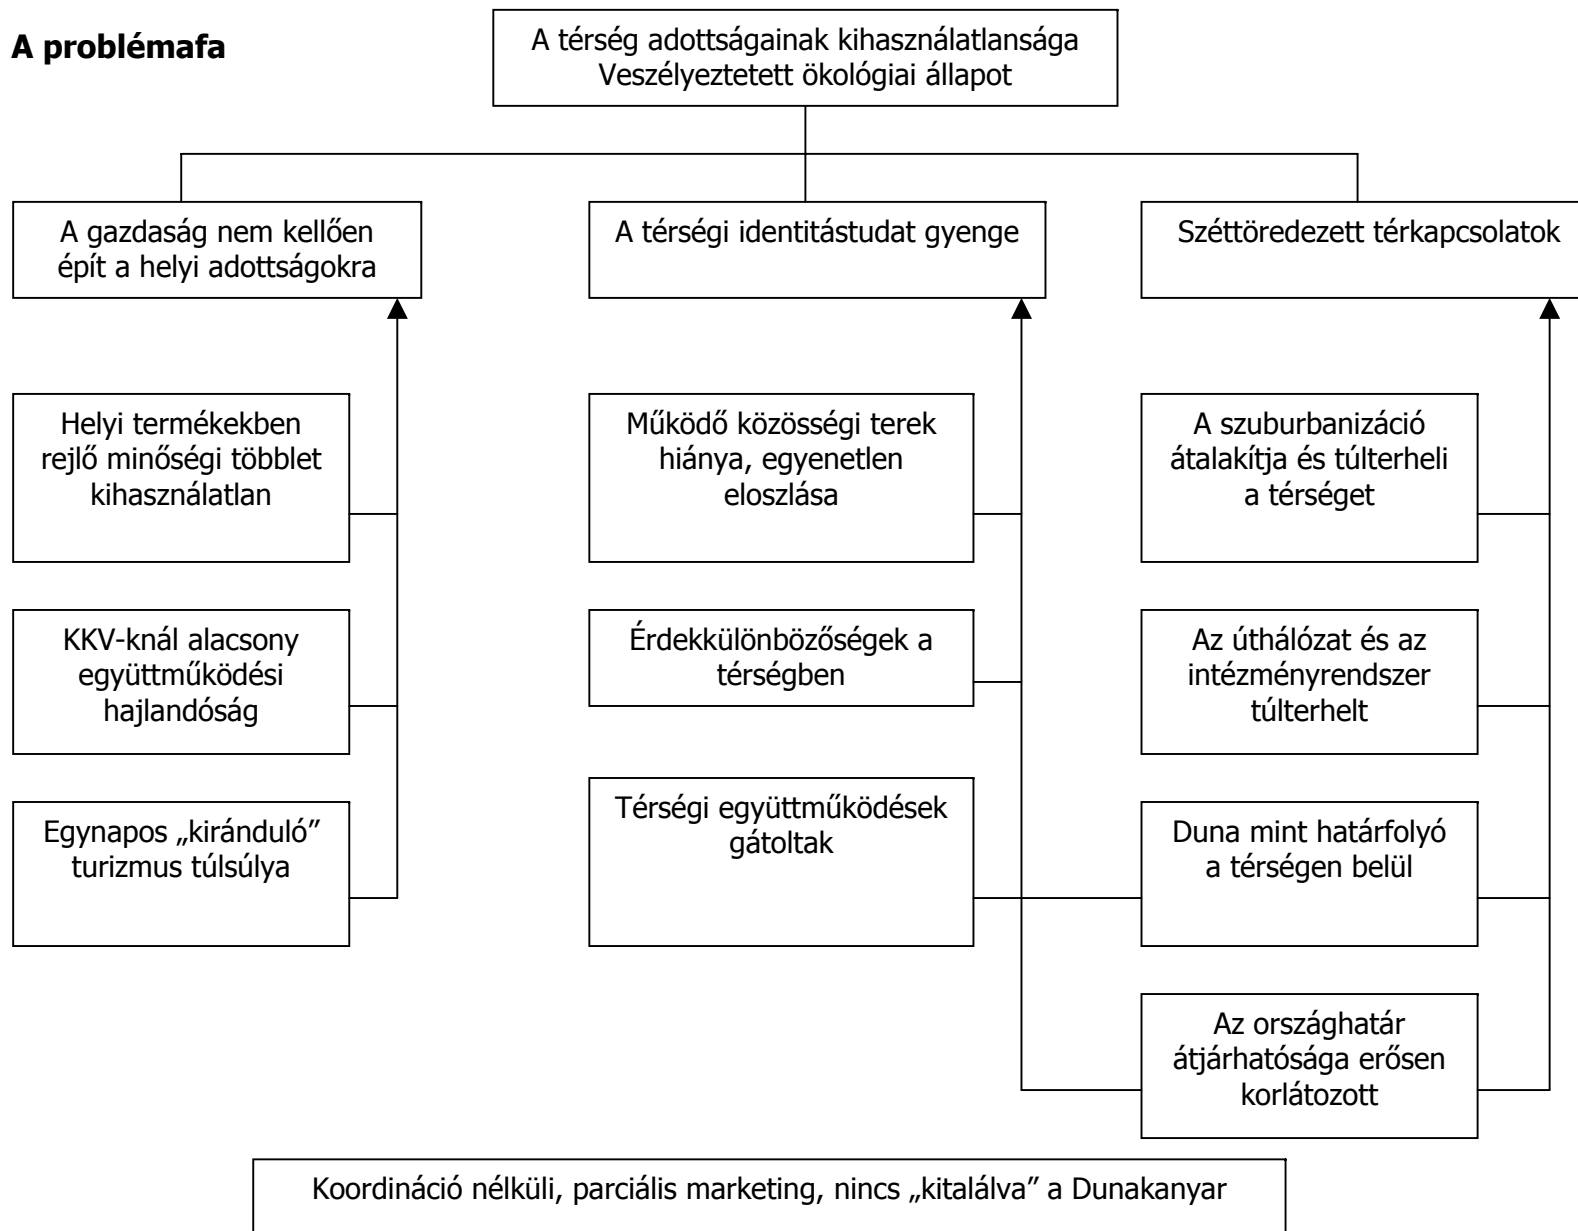 A problémafa
A térség adottságainak kihasználatlansága
Veszélyeztetett ökológiai állapot
A gazdaság nem kellően
épít a helyi adottságokra
A térségi identitástudat gyenge
Széttöredezett térkapcsolatok
Helyi termékekben
rejlő minőségi többlet
kihasználatlan
Működő közösségi terek
hiánya, egyenetlen
eloszlása
A szuburbanizáció
átalakítja és túlterheli
a térséget
KKV-knál alacsony
együttműködési
hajlandóság
Érdekkülönbözőségek a
térségben
Az úthálózat és az
intézményrendszer
túlterhelt
Egynapos „kiránduló”
turizmus túlsúlya
Térségi együttműködések
gátoltak
Duna mint határfolyó
a térségen belül
Az országhatár
átjárhatósága erősen
korlátozott
Koordináció nélküli, parciális marketing, nincs „kitalálva” a Dunakanyar